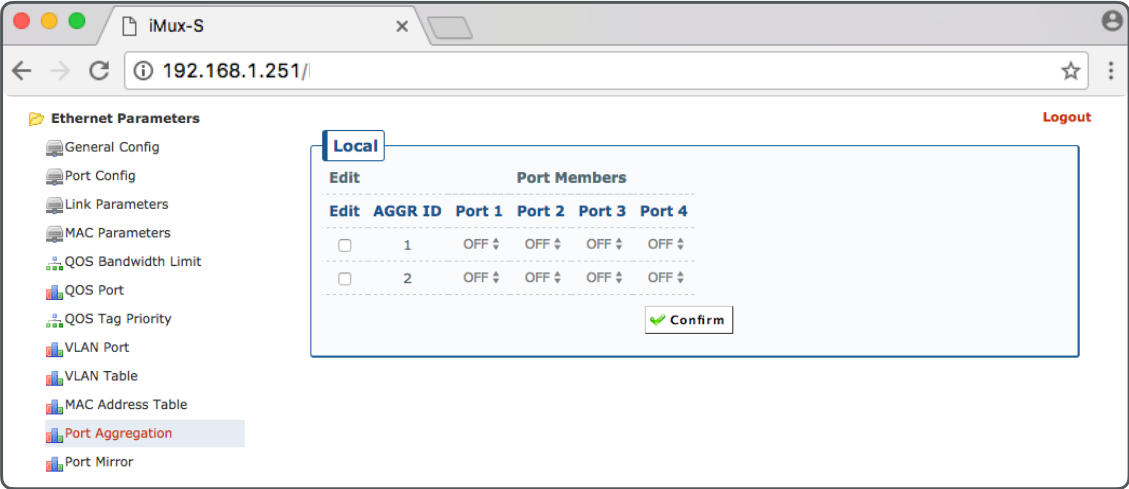 iMux-S
192.168.1.251/
Logout
Ethernet Parameters
General Config
Port Config
Link Parameters
MAC Parameters
QOS Bandwidth Limit
QOS Port
QOS Tag Priority
VLAN Port
VLAN Table
MAC Address Table
Port Aggregation
Port Mirror
Local
Edit Port Members
Edit AGGR ID Port 1 Port 2 Port 3 Port 4
1 OFF OFF OFF OFF
2 OFF OFF OFF OFF
Confirm